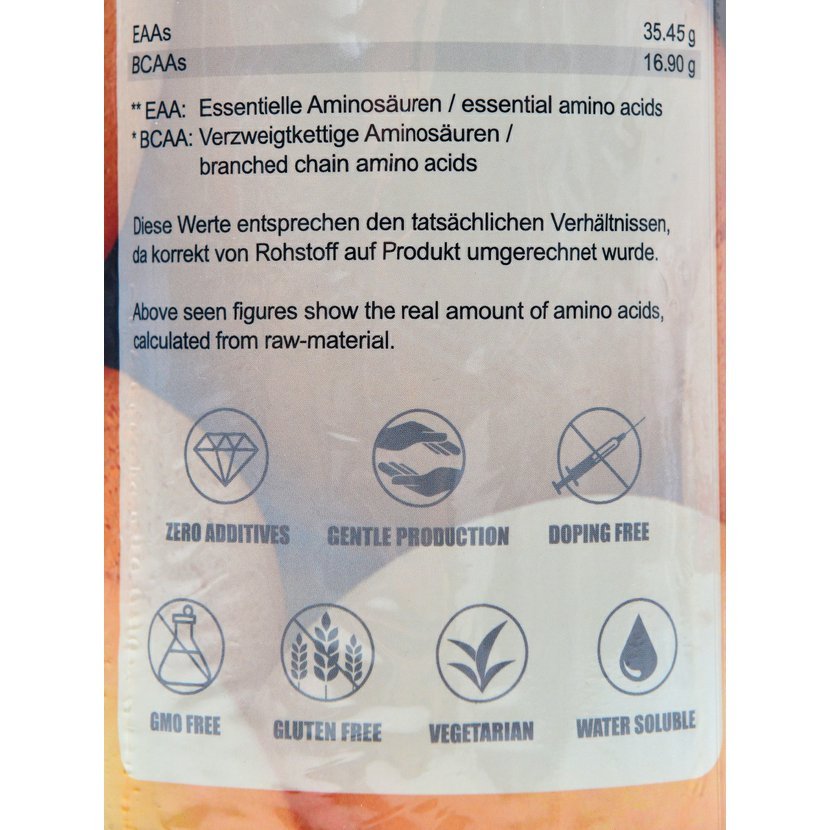 EAAs 35.45 g
BCAAs 16.90 g
** EAA: Essentielle Aminosäuren / essential amino acids
* BCAA: Verzweigtkettige Aminosäuren /
branched chain amino acids
Diese Werte entsprechen den tatsächlichen Verhältnissen,
da korrekt von Rohstoff auf Produkt umgerechnet wurde.
Above seen figures show the real amount of amino acids,
calculated from raw-material.
ZERO ADDITIVES GENTLE PRODUCTION DOPING FREE
GMO FREE GLUTEN FREE VEGETARIAN WATER SOLUBLE